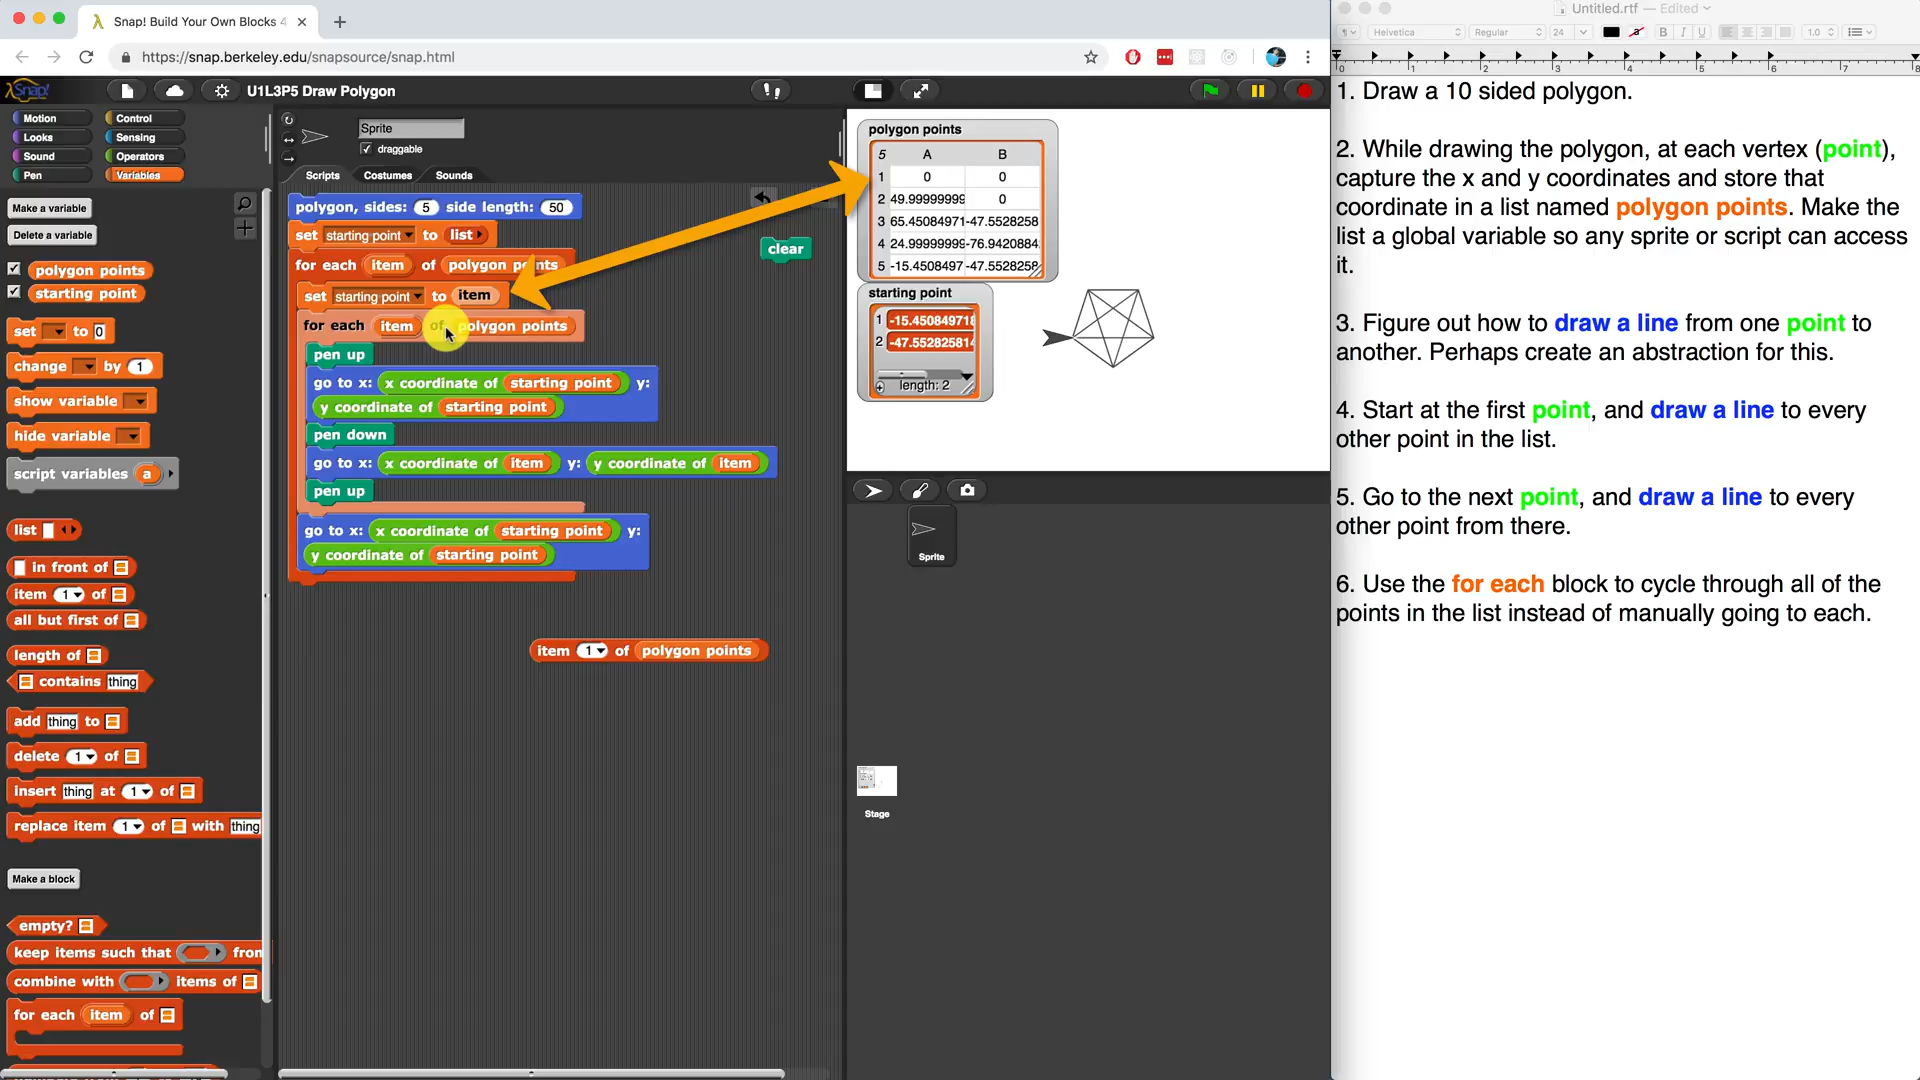 Snap! Build Your Own Blocks 4
https://snap.berkeley.edu/snapsource/snap.html
Snap!
U1L3P5 Draw Polygon
Motion
Control
Looks
Sensing
Sound
Operators
Pen
Variables
Make a variable
Delete a variable
polygon points
starting point
set to 0
change by 1
show variable
hide variable
script variables a
list
in front of
item 1 of
all but first of
length of
contains thing
add thing to
delete 1 of
insert thing at 1 of
replace item 1 of with thing
Make a block
empty?
keep items such that from
combine with items of
for each item of
Sprite
draggable
Scripts Costumes Sounds
polygon, sides: 5 side length: 50
set starting point to list
for each item of polygon points
set starting point to item
for each item of polygon points
pen up
go to x: x coordinate of starting point y:
y coordinate of starting point
pen down
go to x: x coordinate of item y: y coordinate of item
pen up
go to x: x coordinate of starting point y:
y coordinate of starting point
clear
item 1 of polygon points
polygon points
5 A B
1 0 0
2 49.99999999 0
3 65.45084971 -47.5528258
4 24.99999999 -76.9420884
5 -15.4508497 -47.5528258
starting point
1 -15.450849718
2 -47.552825814
length: 2
Sprite
Stage
Untitled.rtf — Edited
Helvetica Regular 24 a B I U 1.0
0 1 2 3 4 5 6 7 8
1. Draw a 10 sided polygon.
2. While drawing the polygon, at each vertex (point),
capture the x and y coordinates and store that
coordinate in a list named polygon points. Make the
list a global variable so any sprite or script can access
it.
3. Figure out how to draw a line from one point to
another. Perhaps create an abstraction for this.
4. Start at the first point, and draw a line to every
other point in the list.
5. Go to the next point, and draw a line to every
other point from there.
6. Use the for each block to cycle through all of the
points in the list instead of manually going to each.